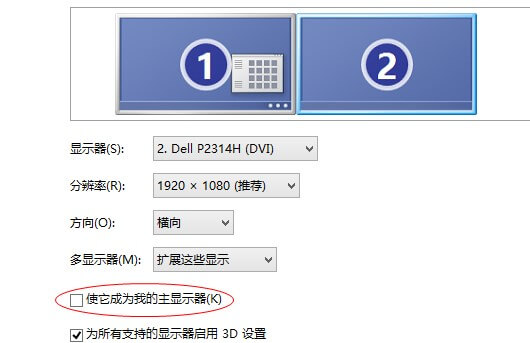 1 2
显示器(S): 2. Dell P2314H (DVI)
分辨率(R): 1920 × 1080 (推荐)
方向(O): 横向
多显示器(M): 扩展这些显示
使它成为我的主显示器(K)
为所有支持的显示器启用 3D 设置